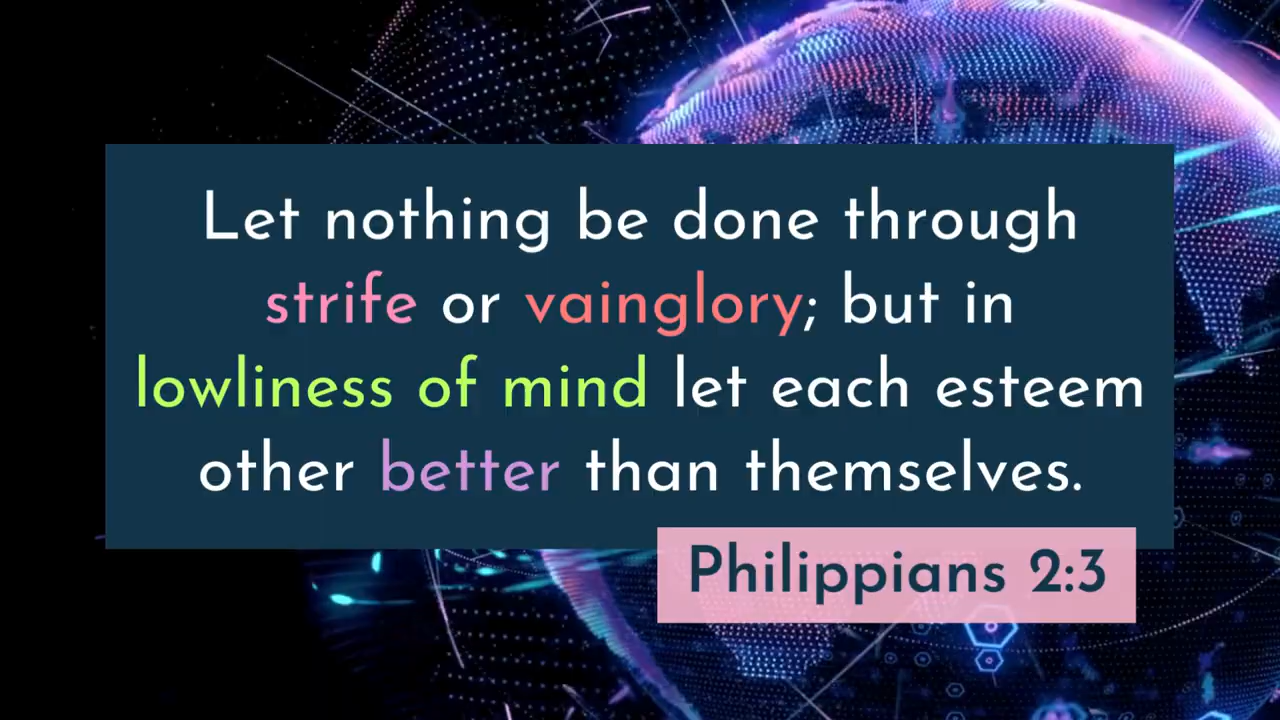 Let nothing be done through
strife or vainglory; but in
lowliness of mind let each esteem
other better than themselves.
Philippians 2:3